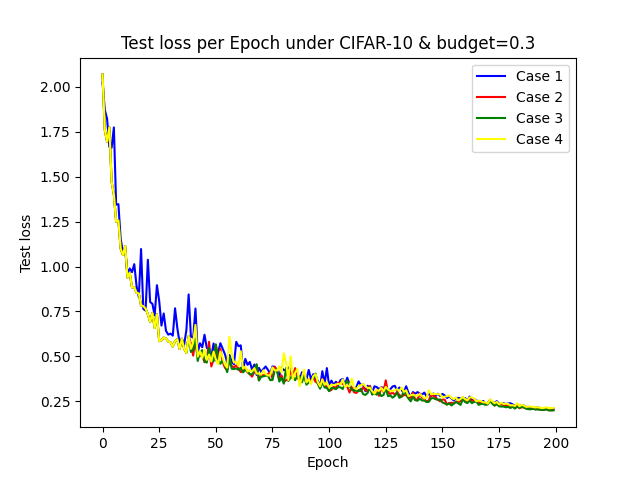 Test loss per Epoch under CIFAR-10 & budget=0.3
Case 1
Case 2
Case 3
Case 4
Test loss
2.00
1.75
1.50
1.25
1.00
0.75
0.50
0.25
0
25
50
75
100
125
150
175
200
Epoch